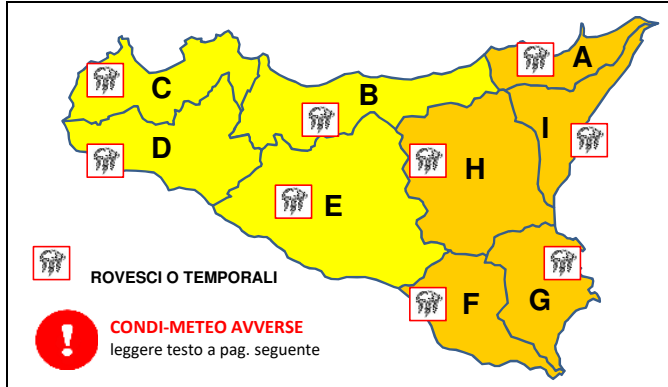 A
C
B
I
D
H
E
F
G
ROVESCI O TEMPORALI
CONDI-METEO AVVERSE
leggere testo a pag. seguente